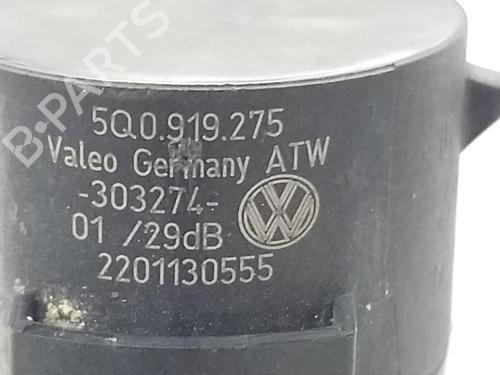 5Q0.919.275
Valeo Germany ATW
-303274-
01 /29dB
2201130555
B-PARTS